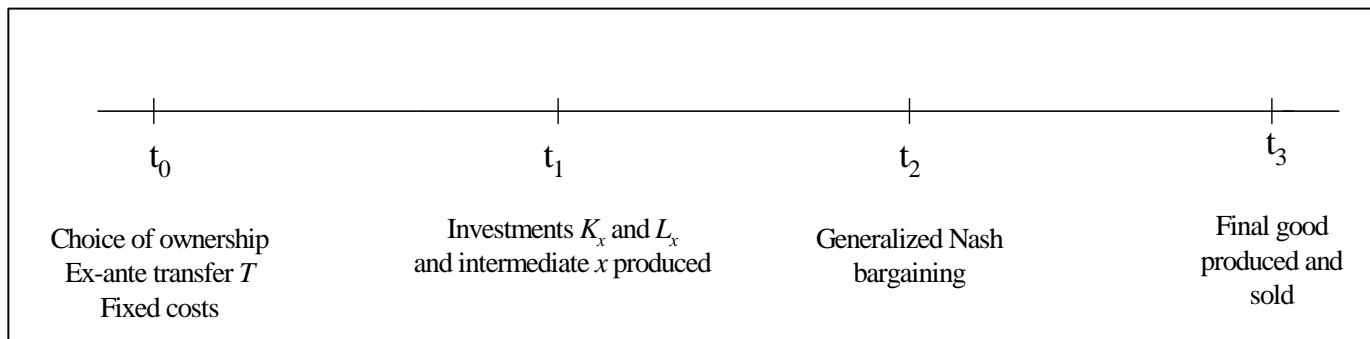 t0
t1
t2
t3
Choice of ownership
Ex-ante transfer T
Fixed costs
Investments Kx and Lx
and intermediate x produced
Generalized Nash
bargaining
Final good
produced and
sold